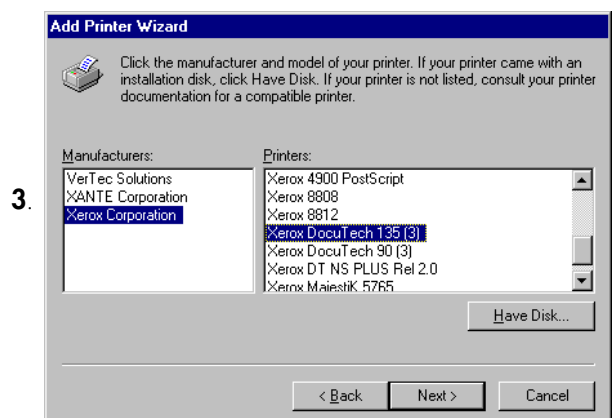 Add Printer Wizard
Click the manufacturer and model of your printer. If your printer came with an
installation disk, click Have Disk. If your printer is not listed, consult your printer
documentation for a compatible printer.
Manufacturers:
Printers:
3.
VerTec Solutions
XANTE Corporation
Xerox Corporation
Xerox 4900 PostScript
Xerox 8808
Xerox 8812
Xerox DocuTech 135 (3)
Xerox DocuTech 90 (3)
Xerox DT NS PLUS Rel 2.0
Xerox MajestiK 5765
Have Disk...
< Back
Next >
Cancel